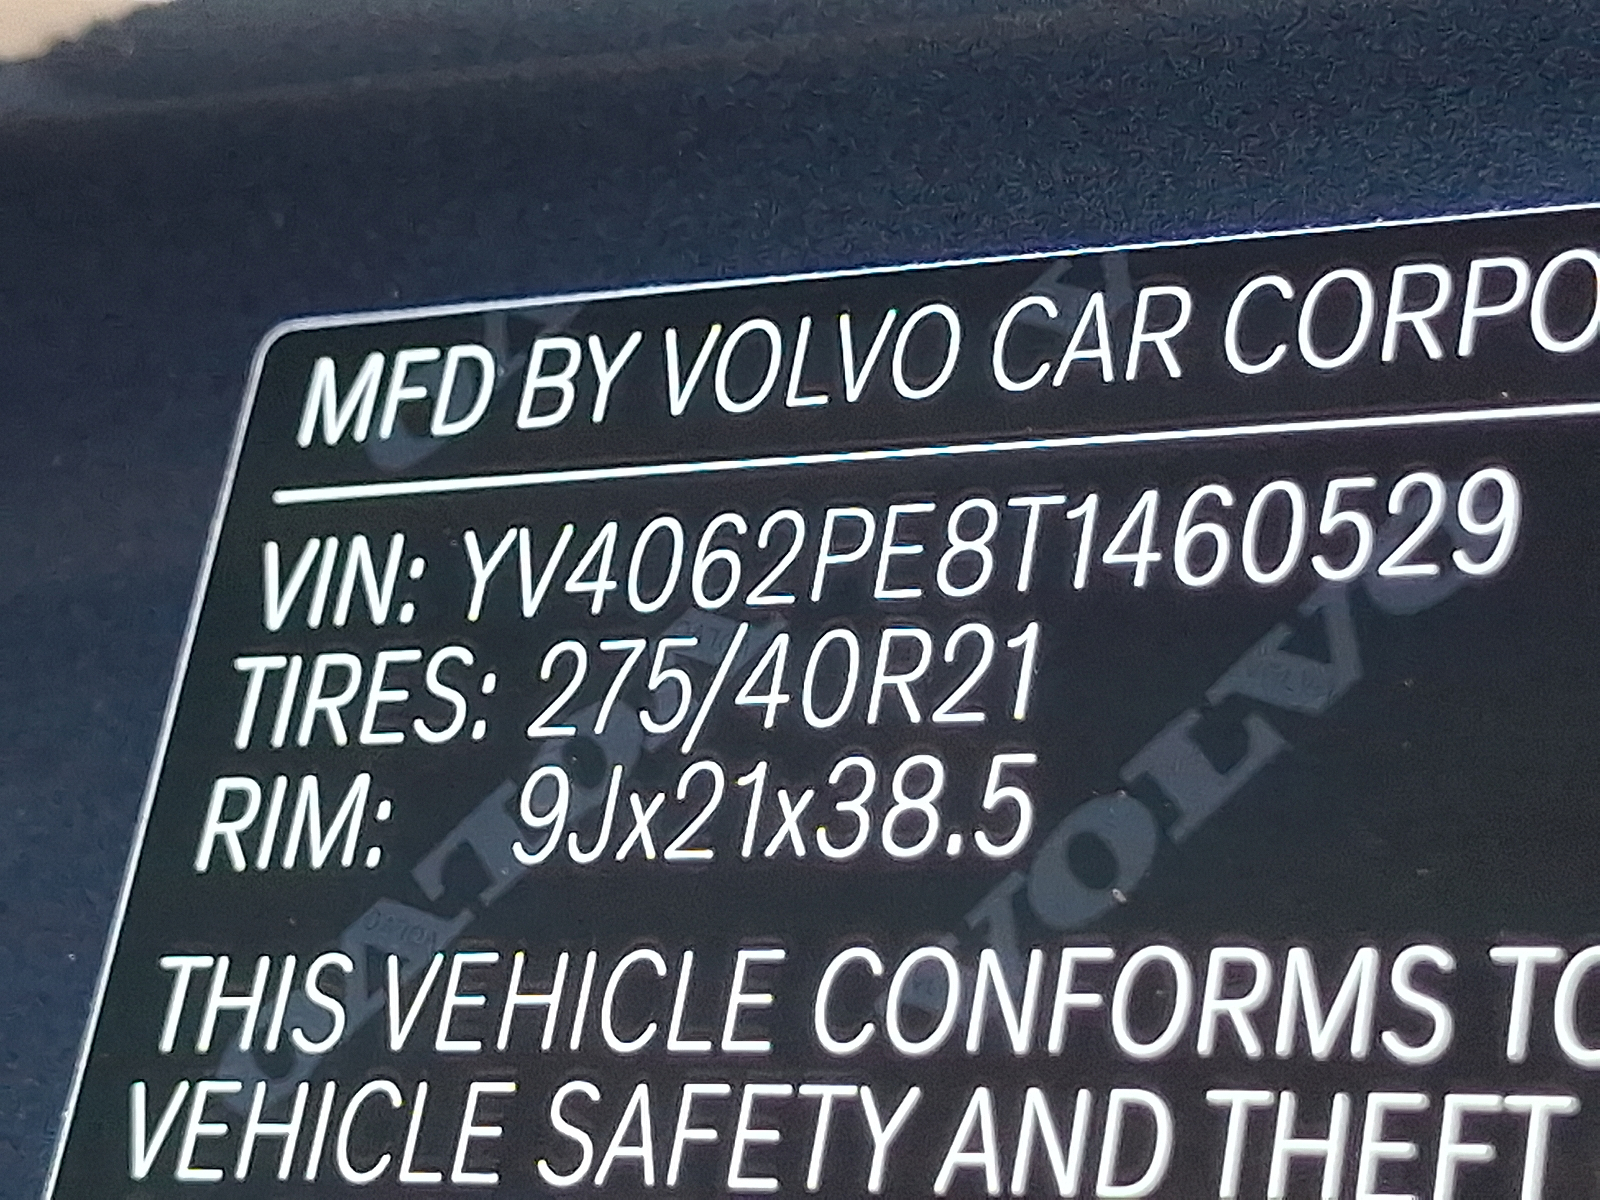 MFD BY VOLVO CAR CORPO
VIN: YV4062PE8T1460529
TIRES: 275/40R21
RIM: 9Jx21x38.5
THIS VEHICLE CONFORMS TO
VEHICLE SAFETY AND THEFT
VOLVO